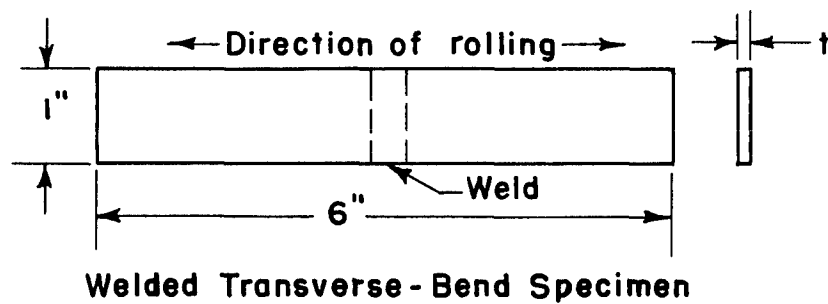 Direction of rolling
t
1"
Weld
6"
Welded Transverse-Bend Specimen